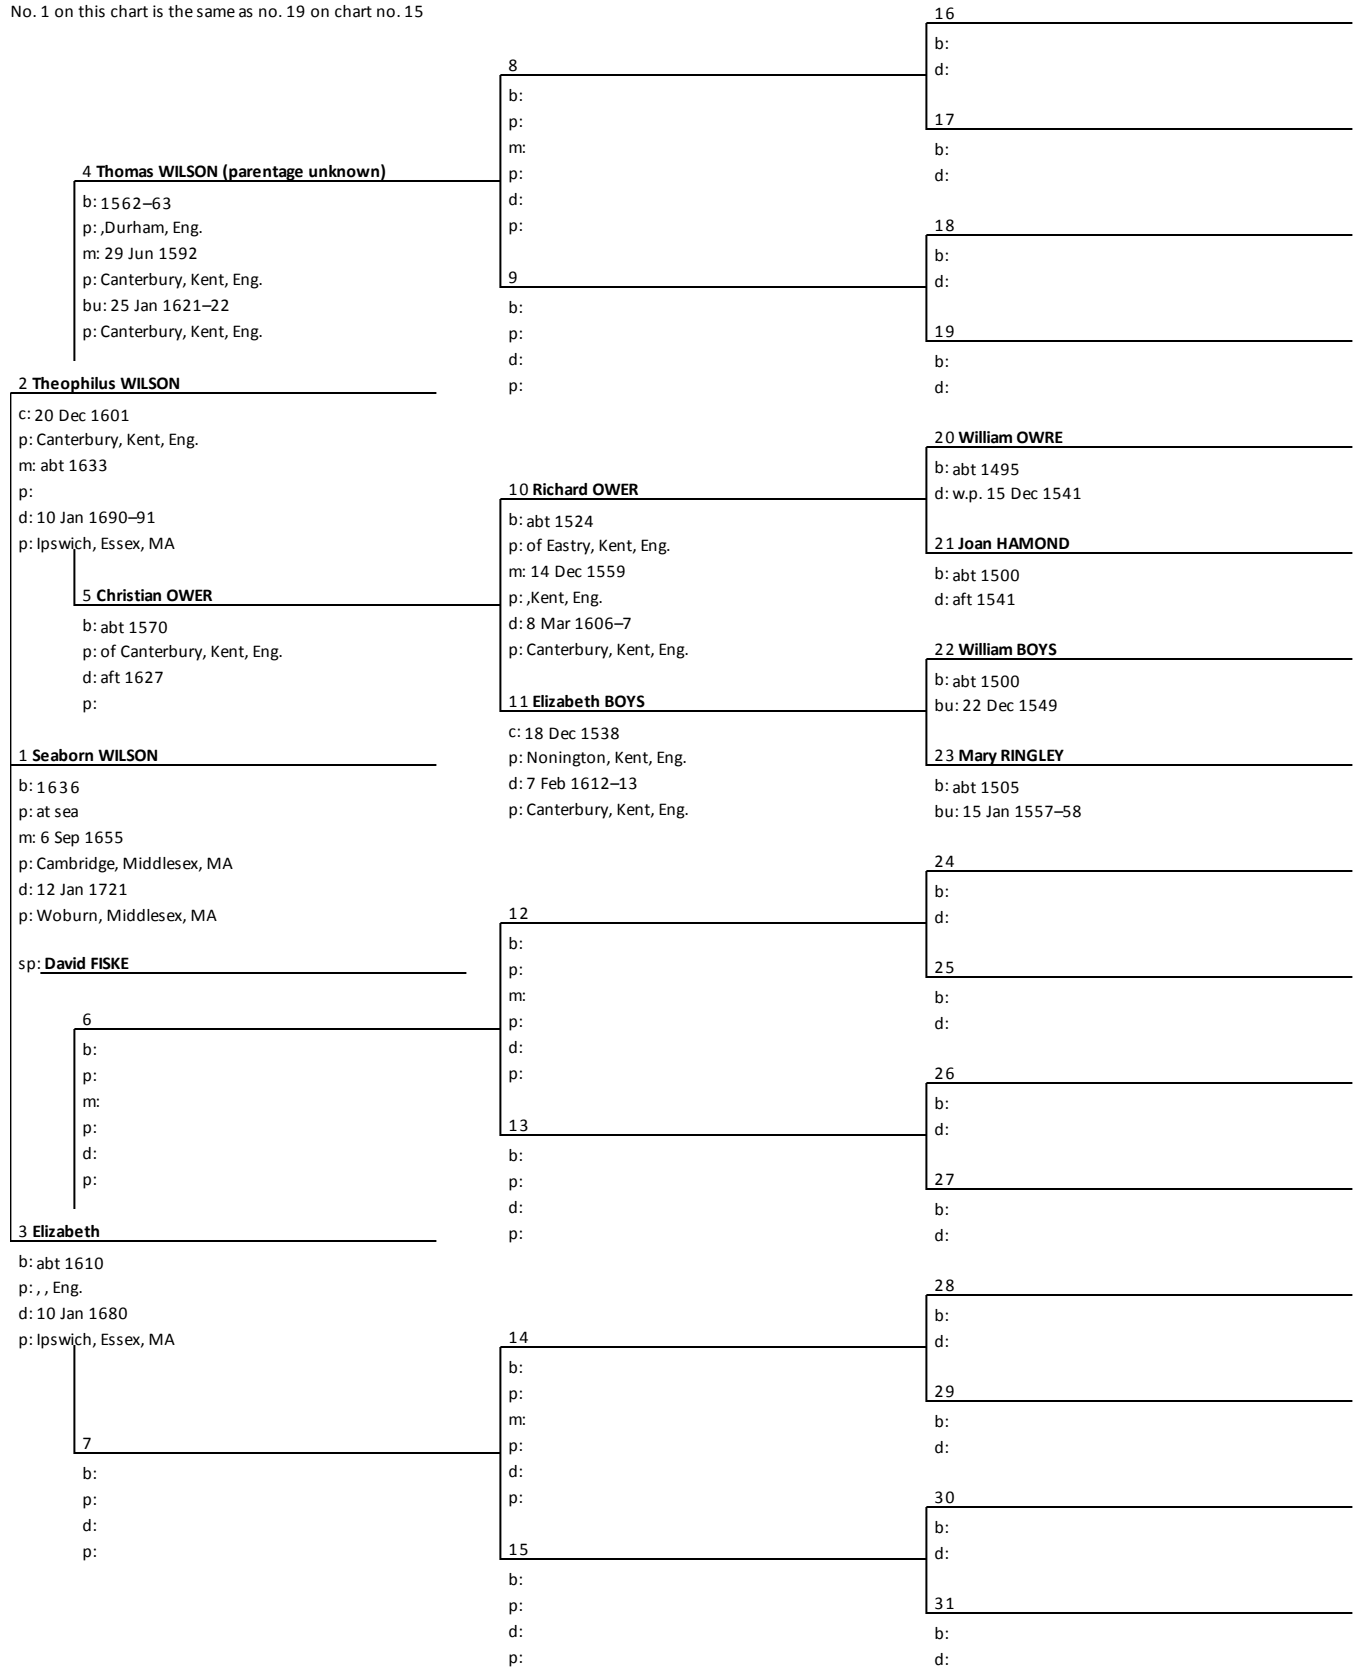 No. 1 on this chart is the same as no. 19 on chart no. 15
2 Theophilus WILSON
c: 20 Dec 1601
p: Canterbury, Kent, Eng.
m: abt 1633
p:
d: 10 Jan 1690–91
p: Ipswich, Essex, MA
1 Seaborn WILSON
b: 1636
p: at sea
m: 6 Sep 1655
p: Cambridge, Middlesex, MA
d: 12 Jan 1721
p: Woburn, Middlesex, MA
sp: David FISKE
3 Elizabeth
b: abt 1610
p: , , Eng.
d: 10 Jan 1680
p: Ipswich, Essex, MA
4 Thomas WILSON (parentage unknown)
b: 1562–63
p: ,Durham, Eng.
m: 29 Jun 1592
p: Canterbury, Kent, Eng.
bu: 25 Jan 1621–22
p: Canterbury, Kent, Eng.
5 Christian OWER
b: abt 1570
p: of Canterbury, Kent, Eng.
d: aft 1627
p:
6
b:
p:
m:
p:
d:
p:
7
b:
p:
d:
p:
8
b:
p:
m:
p:
d:
p:
9
b:
p:
d:
p:
10 Richard OWER
b: abt 1524
p: of Eastry, Kent, Eng.
m: 14 Dec 1559
p: ,Kent, Eng.
d: 8 Mar 1606–7
p: Canterbury, Kent, Eng.
11 Elizabeth BOYS
c: 18 Dec 1538
p: Nonington, Kent, Eng.
d: 7 Feb 1612–13
p: Canterbury, Kent, Eng.
12
b:
p:
m:
p:
d:
p:
13
b:
p:
d:
p:
14
b:
p:
m:
p:
d:
p:
15
b:
p:
d:
p:
16
b:
d:
17
b:
d:
18
b:
d:
19
b:
d:
20 William OWRE
b: abt 1495
d: w.p. 15 Dec 1541
21 Joan HAMOND
b: abt 1500
d: aft 1541
22 William BOYS
b: abt 1500
bu: 22 Dec 1549
23 Mary RINGLEY
b: abt 1505
bu: 15 Jan 1557–58
24
b:
d:
25
b:
d:
26
b:
d:
27
b:
d:
28
b:
d:
29
b:
d:
30
b:
d:
31
b:
d: